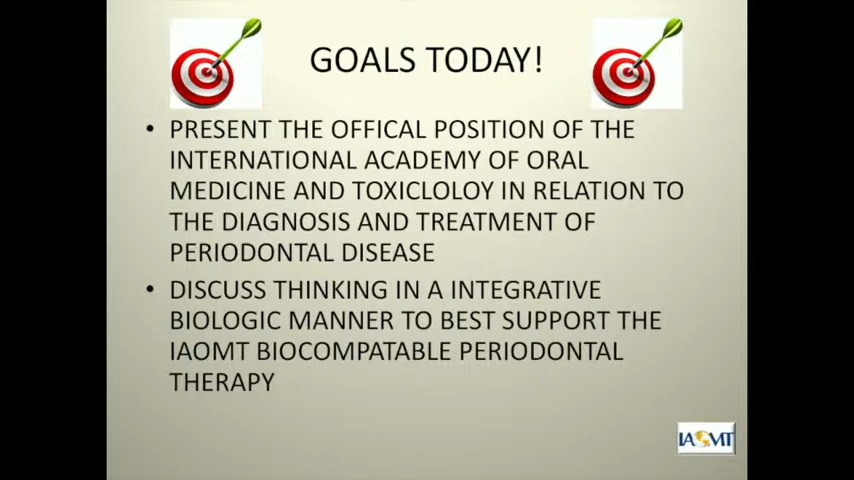 GOALS TODAY!
• PRESENT THE OFFICAL POSITION OF THE
INTERNATIONAL ACADEMY OF ORAL
MEDICINE AND TOXICLOLOY IN RELATION TO
THE DIAGNOSIS AND TREATMENT OF
PERIODONTAL DISEASE
• DISCUSS THINKING IN A INTEGRATIVE
BIOLOGIC MANNER TO BEST SUPPORT THE
IAOMT BIOCOMPATABLE PERIODONTAL
THERAPY
IAOMT